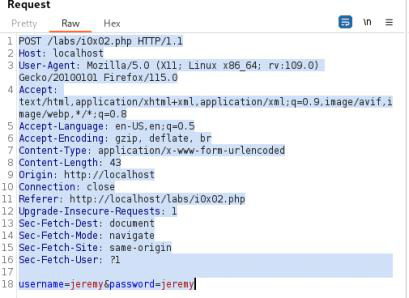 Request
Pretty Raw Hex \n
1 POST /labs/i0x02.php HTTP/1.1
2 Host: localhost
3 User-Agent: Mozilla/5.0 (X11; Linux x86_64; rv:109.0)
Gecko/20100101 Firefox/115.0
4 Accept:
text/html,application/xhtml+xml,application/xml;q=0.9,image/avif,i
mage/webp,*/*;q=0.8
5 Accept-Language: en-US,en;q=0.5
6 Accept-Encoding: gzip, deflate, br
7 Content-Type: application/x-www-form-urlencoded
8 Content-Length: 43
9 Origin: http://localhost
10 Connection: close
11 Referer: http://localhost/labs/i0x02.php
12 Upgrade-Insecure-Requests: 1
13 Sec-Fetch-Dest: document
14 Sec-Fetch-Mode: navigate
15 Sec-Fetch-Site: same-origin
16 Sec-Fetch-User: ?1
17
18 username=jeremy&password=jeremy